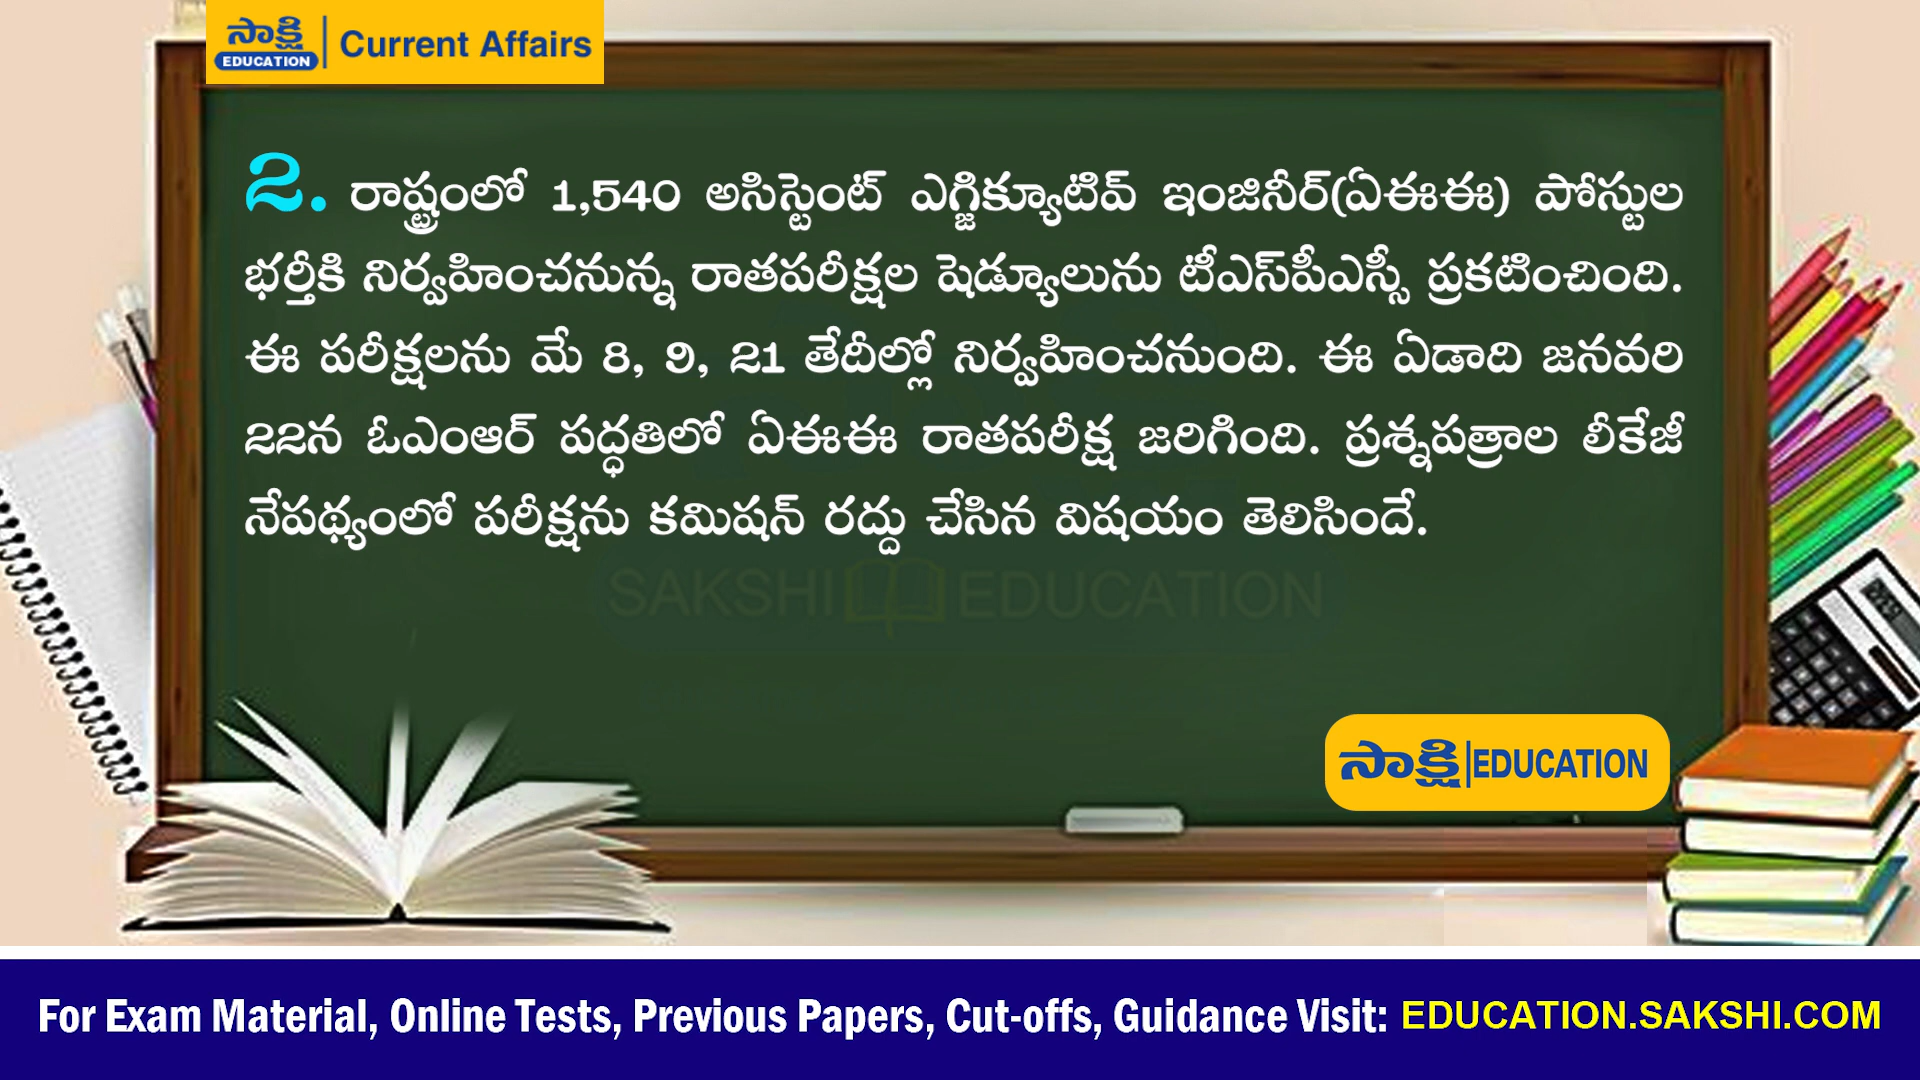 సాక్షి
EDUCATION
Current Affairs
2. రాష్ట్రంలో 1,540 అసిస్టెంట్ ఎగ్జిక్యూటివ్ ఇంజినీర్(ఏఈఈ) పోస్టుల
భర్తీకి నిర్వహించనున్న రాతపరీక్షల షెడ్యూలును టీఎస్‌పీఎస్సీ ప్రకటించింది.
ఈ పరీక్షలను మే 8, 9, 21 తేదీల్లో నిర్వహించనుంది. ఈ ఏడాది జనవరి
22న ఓఎంఆర్ పద్ధతిలో ఏఈఈ రాతపరీక్ష జరిగింది. ప్రశ్నపత్రాల లీకేజీ
నేపథ్యంలో పరీక్షను కమిషన్ రద్దు చేసిన విషయం తెలిసిందే.
SAKSHI EDUCATION
సాక్షి EDUCATION
For Exam Material, Online Tests, Previous Papers, Cut-offs, Guidance Visit: EDUCATION.SAKSHI.COM